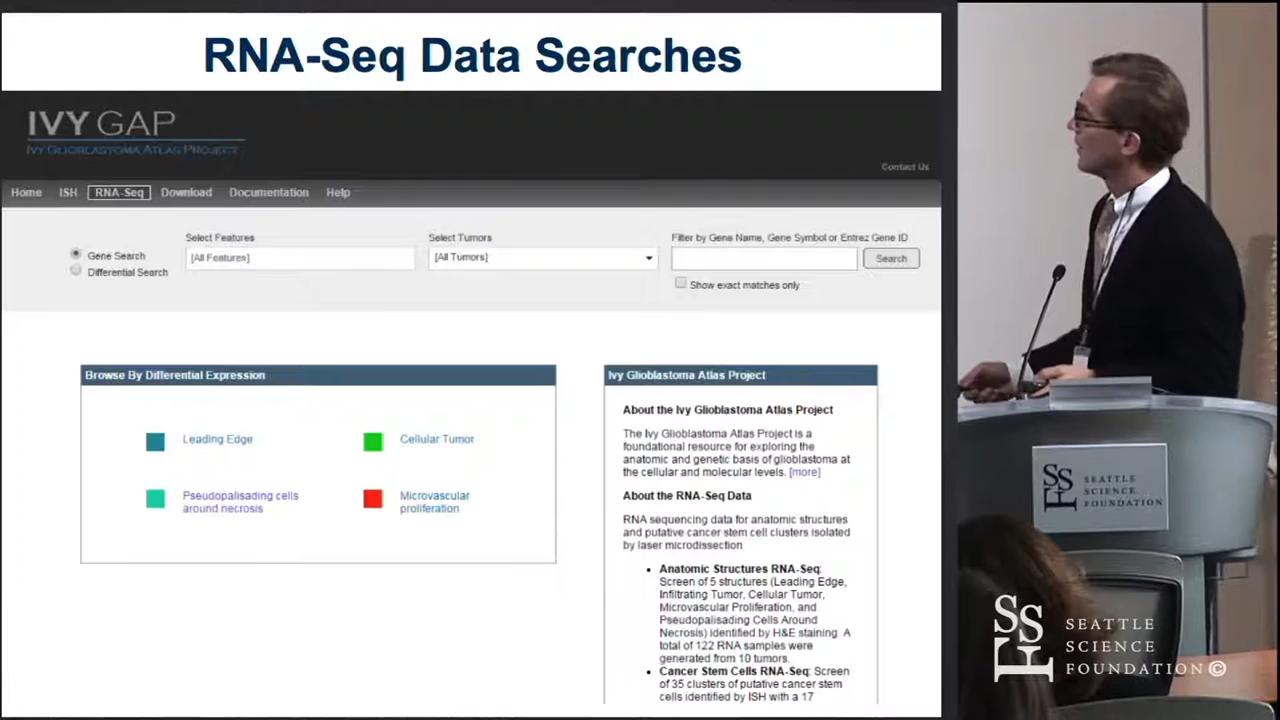 RNA-Seq Data Searches
IVY GAP
IVY GLIOBLASTOMA ATLAS PROJECT
Contact Us
Home ISH RNA-Seq Download Documentation Help
Gene Search
Differential Search
Select Features
[All Features]
Select Tumors
[All Tumors]
Filter by Gene Name, Gene Symbol or Entrez Gene ID
Search
Show exact matches only
Browse By Differential Expression
Leading Edge
Cellular Tumor
Pseudopalisading cells
around necrosis
Microvascular
proliferation
Ivy Glioblastoma Atlas Project
About the Ivy Glioblastoma Atlas Project
The Ivy Glioblastoma Atlas Project is a
foundational resource for exploring the
anatomic and genetic basis of glioblastoma at
the cellular and molecular levels. [more]
About the RNA-Seq Data
RNA sequencing data for anatomic structures
and putative cancer stem cell clusters isolated
by laser microdissection
• Anatomic Structures RNA-Seq:
Screen of 5 structures (Leading Edge,
Infiltrating Tumor, Cellular Tumor,
Microvascular Proliferation, and
Pseudopalisading Cells Around
Necrosis) identified by H&E staining. A
total of 122 RNA samples were
generated from 10 tumors.
• Cancer Stem Cells RNA-Seq: Screen
of 35 clusters of putative cancer stem
cells identified by ISH with a 17
SSF
SEATTLE
SCIENCE
FOUNDATION
SSF
SEATTLE
SCIENCE
FOUNDATION©